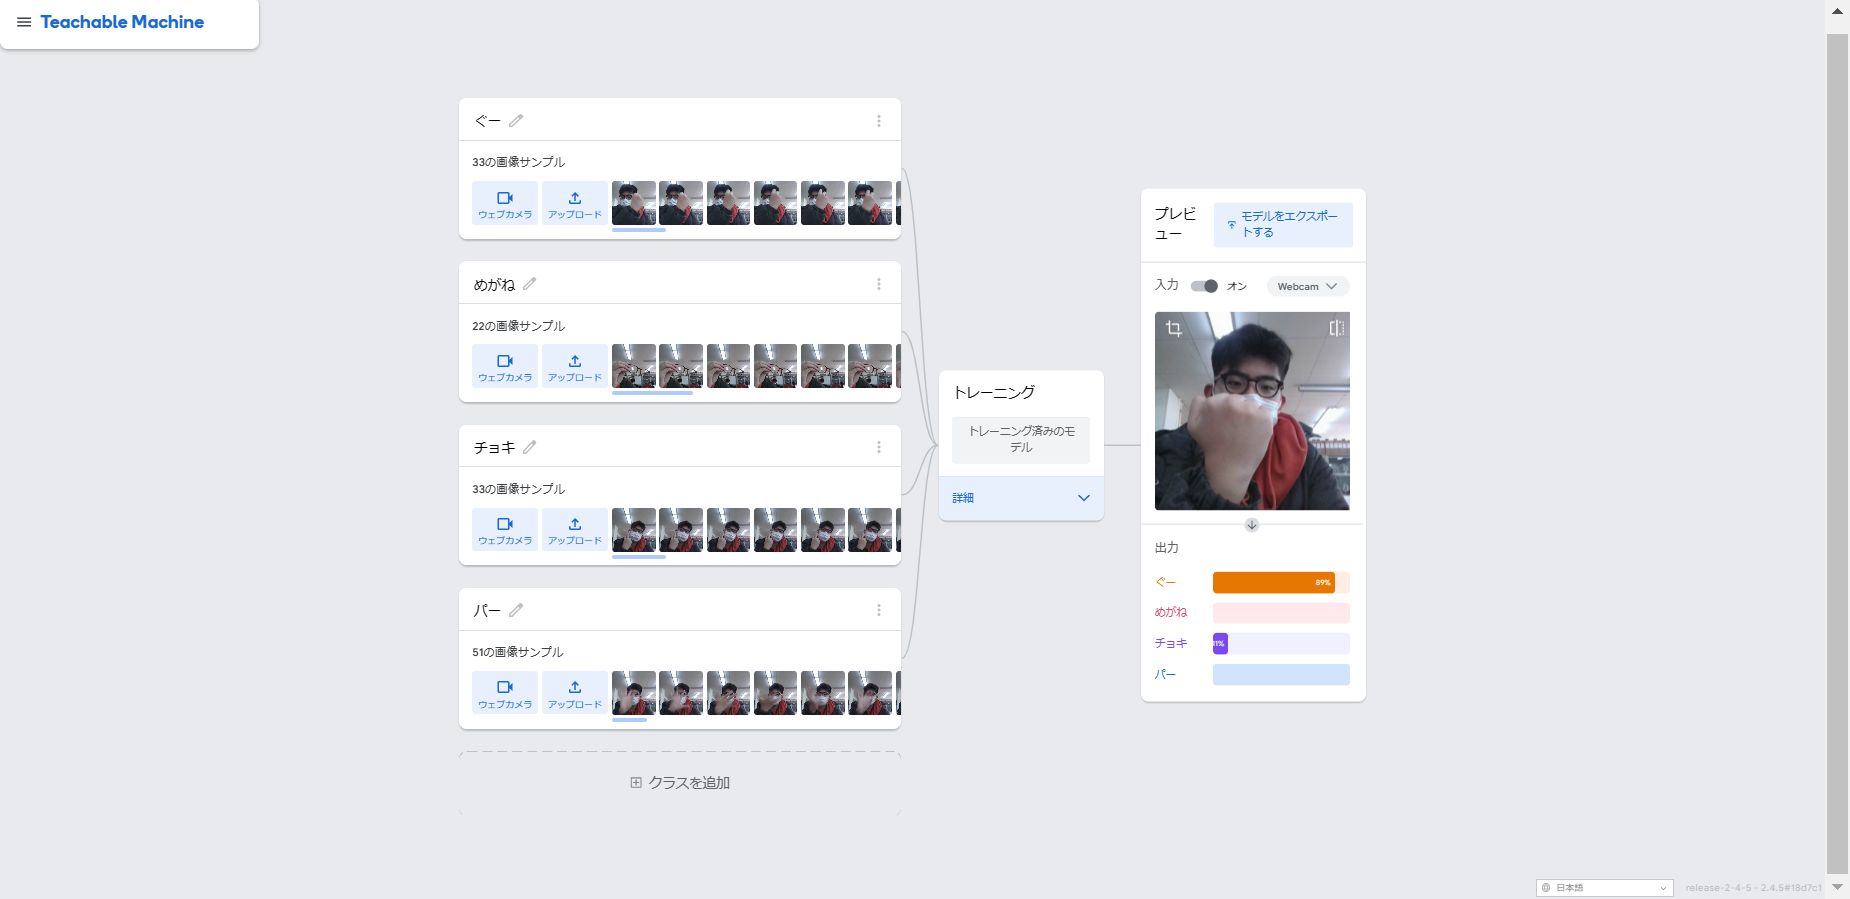 Teachable Machine
ぐー
33の画像サンプル
ウェブカメラ
アップロード
めがね
22の画像サンプル
ウェブカメラ
アップロード
チョキ
33の画像サンプル
ウェブカメラ
アップロード
パー
51の画像サンプル
ウェブカメラ
アップロード
クラスを追加
トレーニング
トレーニング済みのモ
デル
詳細
プレビ
ュー
モデルをエクスポー
トする
入力
オン
Webcam
出力
ぐー
89%
めがね
チョキ
11%
パー
日本語
release-2-4-5 - 2.4.5#18d7c1